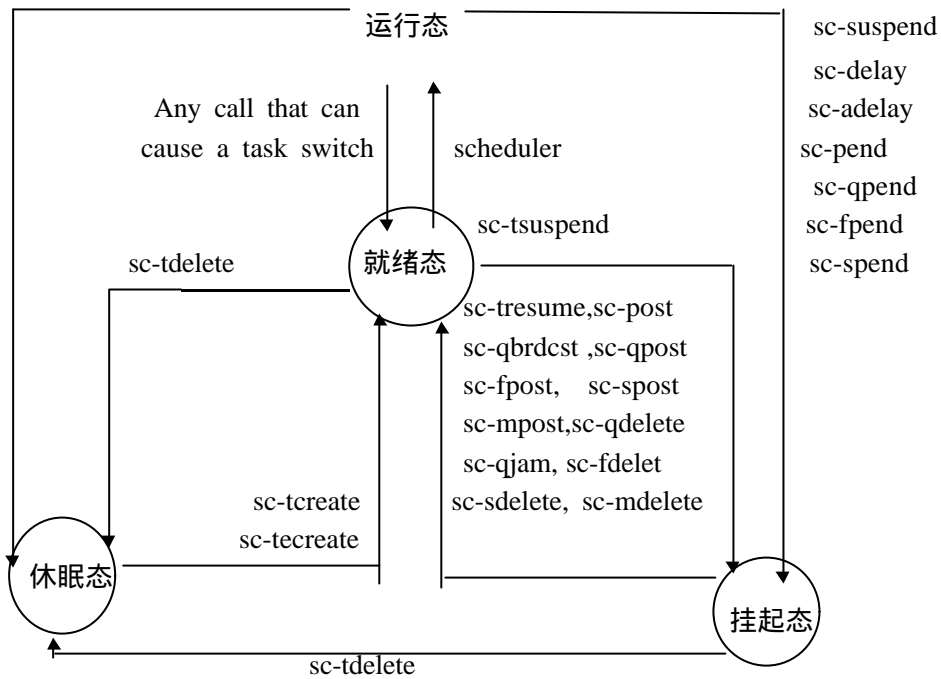 运行态
sc-suspend
sc-delay
sc-adelay
sc-pend
sc-qpend
sc-fpend
sc-spend
Any call that can
cause a task switch
scheduler
sc-tsuspend
就绪态
sc-tdelete
sc-tresume,sc-post
sc-qbrdcst ,sc-qpost
sc-fpost, sc-spost
sc-mpost,sc-qdelete
sc-qjam, sc-fdelet
sc-sdelete, sc-mdelete
sc-tcreate
sc-tecreate
休眠态
挂起态
sc-tdelete